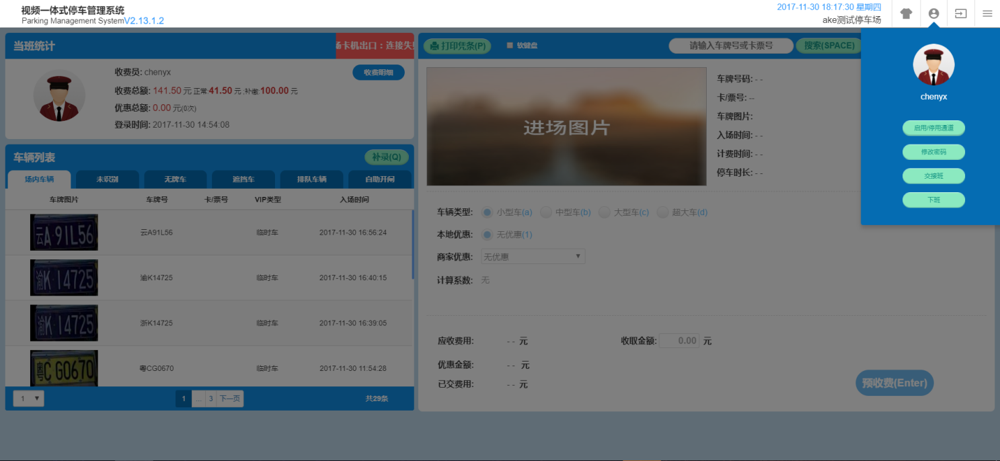 视频一体式停车管理系统
Parking Management SystemV2.13.1.2
2017-11-30 18:17:30 星期四
ake测试停车场
当班统计
卡机出口：连接失
收费员: chenyx
收费明细
收费总额: 141.50 元 正常:41.50 元 ,补缴:100.00 元
优惠总额: 0.00 元(0次)
登录时间: 2017-11-30 14:54:08
车辆列表
补录(Q)
场内车辆 未识别 无牌车 遮挡车 排队车辆 自助开闸
车牌图片 车牌号 卡/票号 VIP类型 入场时间
云A 91L56 云A91L56 临时车 2017-11-30 16:56:24
渝K 14725 渝K14725 临时车 2017-11-30 16:40:15
渝K 14725 浙K14725 临时车 2017-11-30 16:39:05
粤C G0670 粤CG0670 临时车 2017-11-30 11:54:28
1 ▼ 1 ... 3 下一页 共29条
打印凭条(P) 软键盘 请输入车牌号或卡票号 搜索(SPACE)
进场图片
车牌号码: - -
卡/票号: --
车牌图片:
入场时间: - -
计费时间: - -
停车时长: - -
车辆类型: 小型车(a) 中型车(b) 大型车(c) 超大车(d)
本地优惠: 无优惠(1)
商家优惠: 无优惠 ▼
计算系数: 无
应收费用: - - 元 收取金额: 0.00 元
优惠金额: - - 元
已交费用: - - 元
预收费(Enter)
chenyx
启用/停用通道
修改密码
交接班
下班